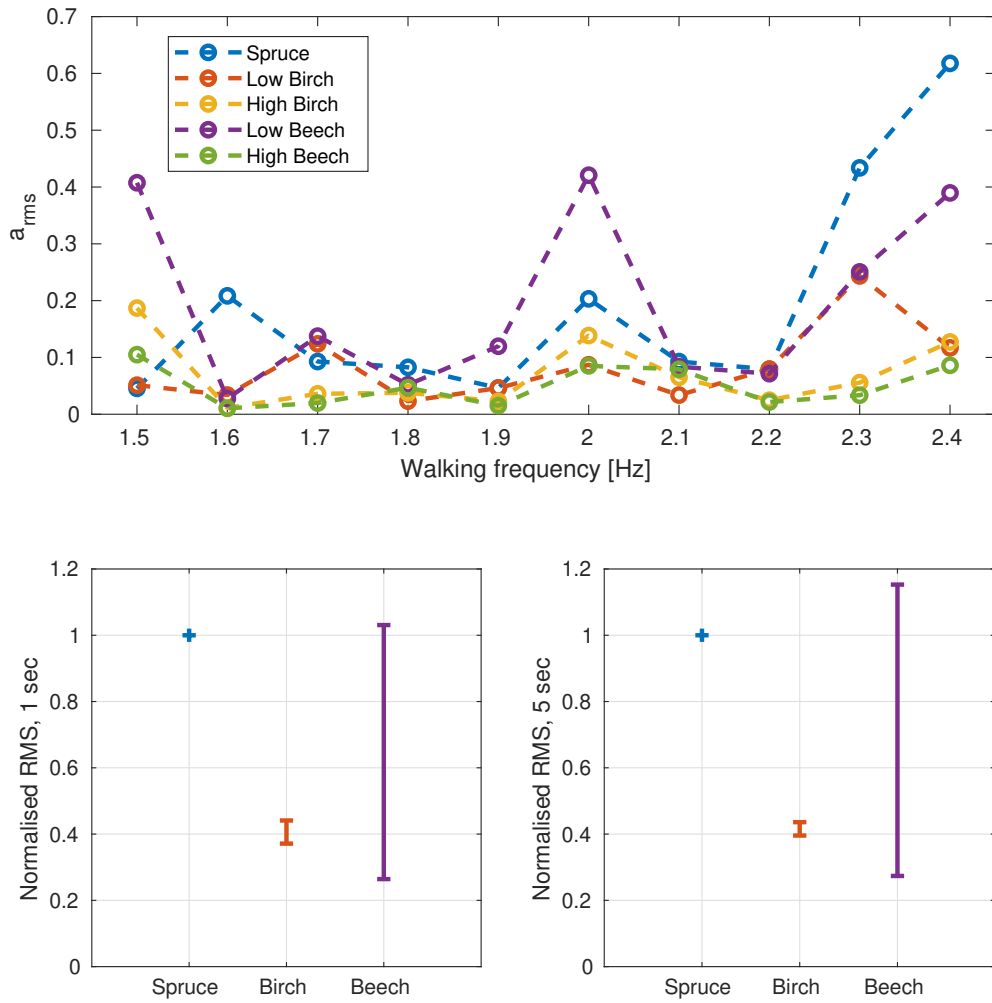 0.7
0.6
0.5
0.4
0.3
0.2
0.1
0
a_rms
Spruce
Low Birch
High Birch
Low Beech
High Beech
1.5 1.6 1.7 1.8 1.9 2 2.1 2.2 2.3 2.4
Walking frequency [Hz]
1.2
1
0.8
0.6
0.4
0.2
0
Normalised RMS, 1 sec
Spruce Birch Beech
1.2
1
0.8
0.6
0.4
0.2
0
Normalised RMS, 5 sec
Spruce Birch Beech